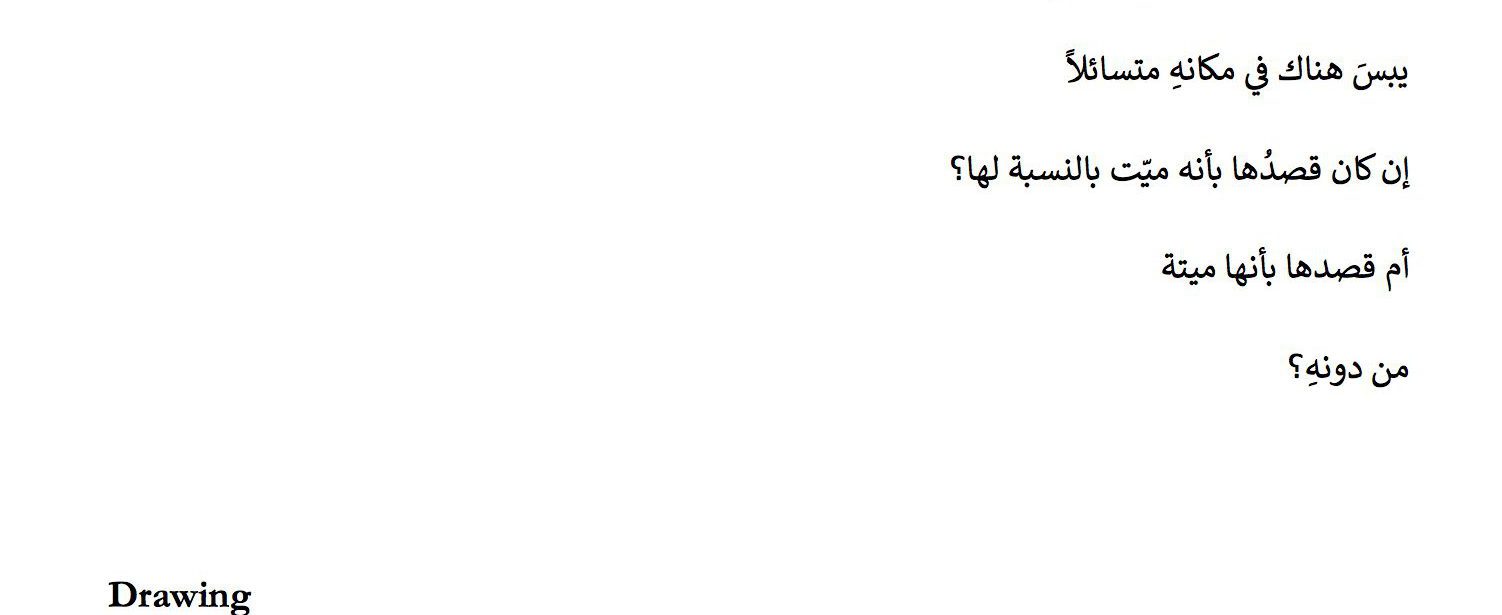 يبسَ هناك في مكانهِ متسائلاً
إن كان قصدُها بأنه ميّت بالنسبة لها؟
أم قصدها بأنها ميتة
من دونهِ؟
Drawing